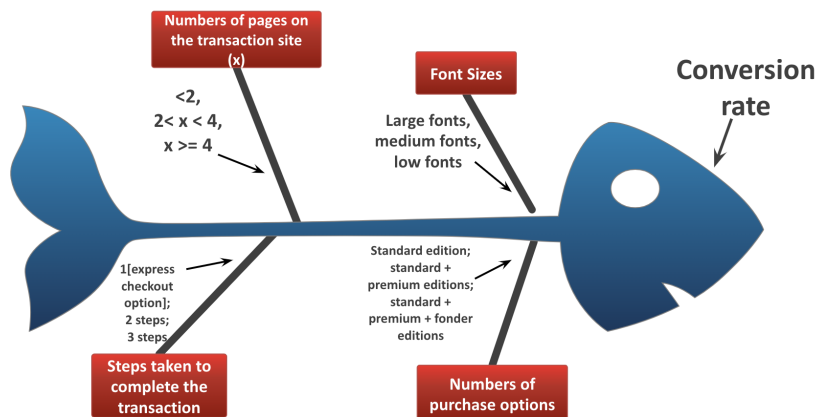 Numbers of pages on
the transaction site
(x)
<2,
2< x < 4,
x >= 4
Font Sizes
Large fonts,
medium fonts,
low fonts
Conversion
rate
1[express
checkout
option];
2 steps;
3 steps
Steps taken to
complete the
transaction
Standard edition;
standard +
premium editions;
standard +
premium + fonder
editions
Numbers of
purchase options